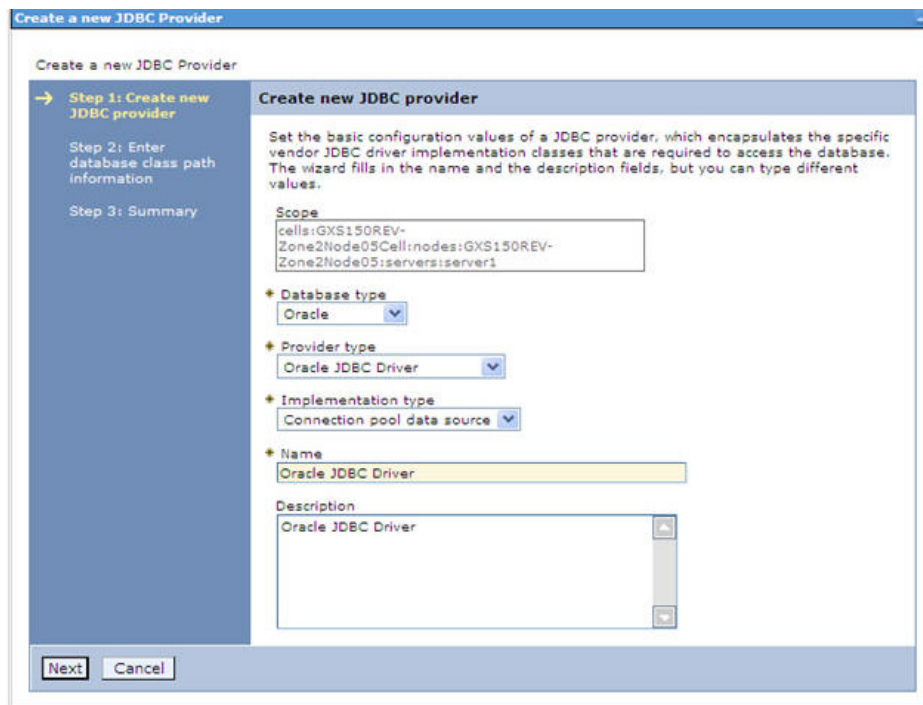 Create a new JDBC Provider
Create a new JDBC Provider
Step 1: Create new
JDBC provider
Step 2: Enter
database class path
information
Step 3: Summary
Create new JDBC provider
Set the basic configuration values of a JDBC provider, which encapsulates the specific
vendor JDBC driver implementation classes that are required to access the database.
The wizard fills in the name and the description fields, but you can type different
values.
Scope
cells:GXS150REV-
Zone2Node05Cell:nodes:GXS150REV-
Zone2Node05:servers:server1
* Database type
Oracle
* Provider type
Oracle JDBC Driver
* Implementation type
Connection pool data source
* Name
Oracle JDBC Driver
Description
Oracle JDBC Driver
Next
Cancel